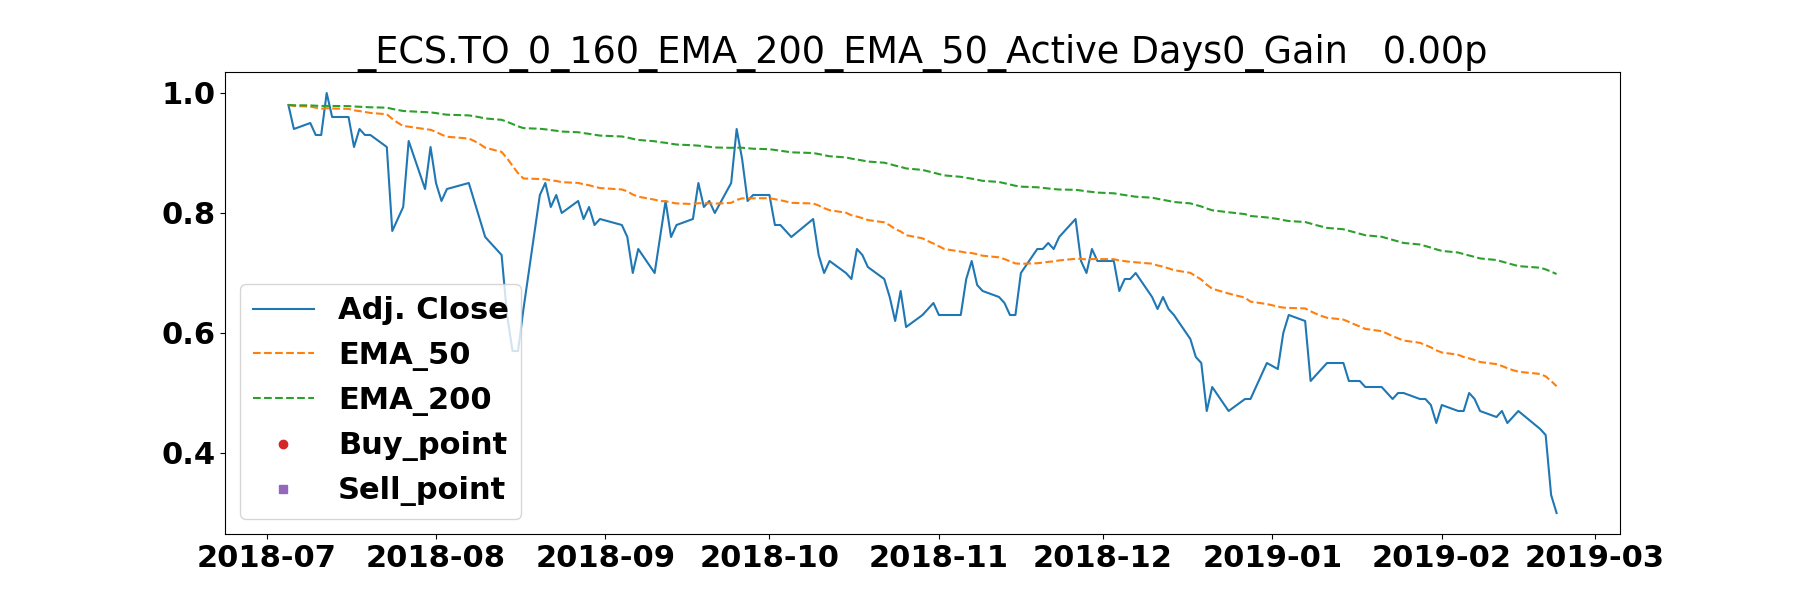 _ECS.TO_0_160_EMA_200_EMA_50_Active Days0_Gain   0.00p
1.0
0.8
0.6
0.4
Adj. Close
EMA_50
EMA_200
Buy_point
Sell_point
2018-07 2018-08 2018-09 2018-10 2018-11 2018-12 2019-01 2019-02 2019-03